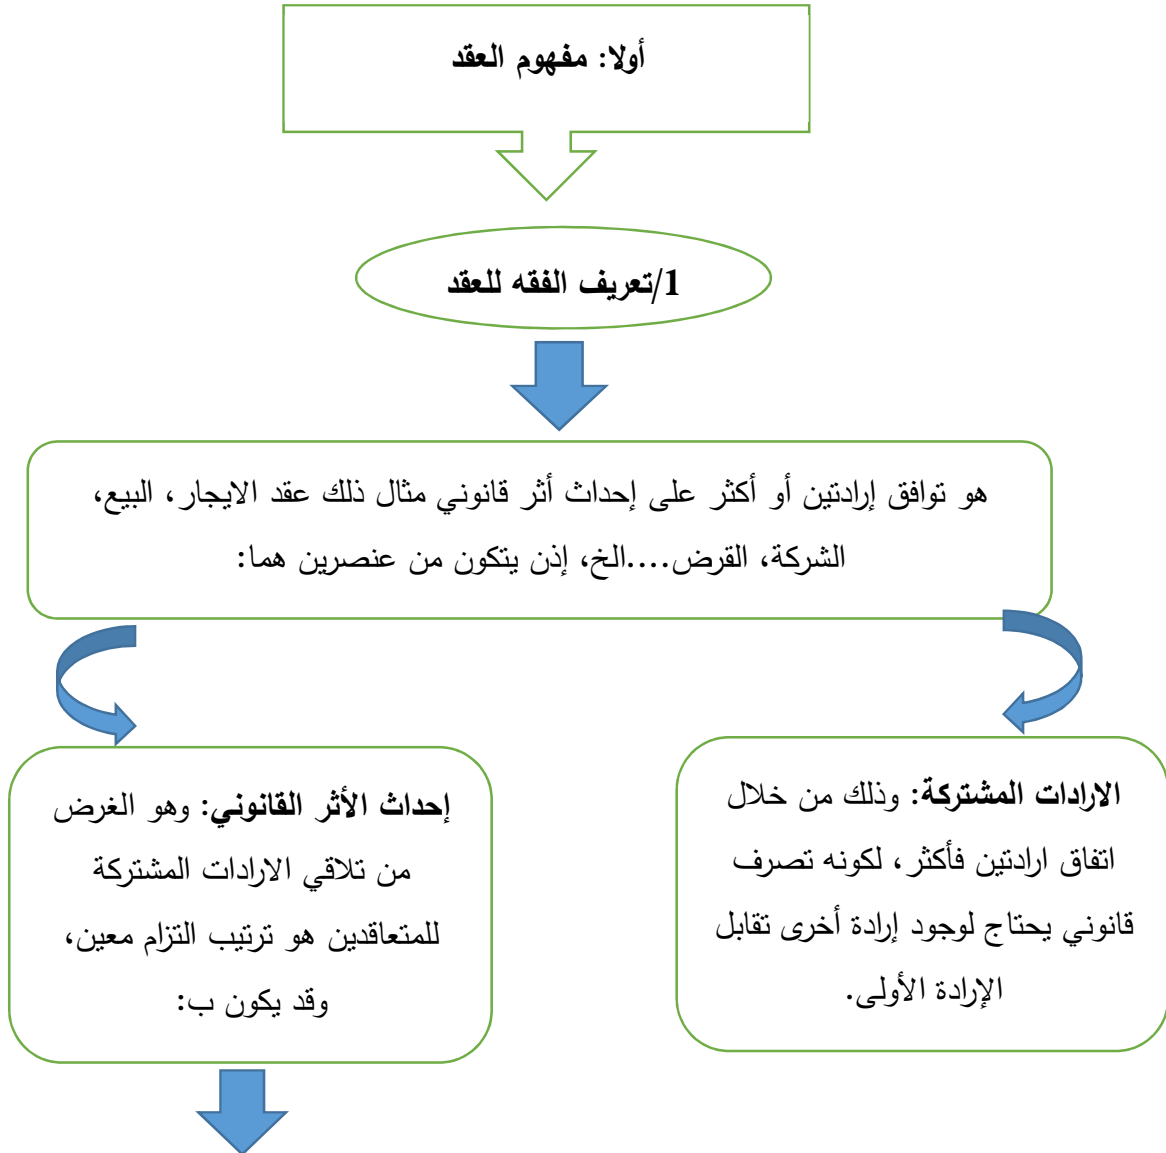 أولا: مفهوم العقد
1/تعريف الفقه للعقد
هو توافق إرادتين أو أكثر على إحداث أثر قانوني مثال ذلك عقد الايجار، البيع،
الشركة، القرض....الخ، إذن يتكون من عنصرين هما:
الارادات المشتركة: وذلك من خلال
اتفاق ارادتين فأكثر، لكونه تصرف
قانوني يحتاج لوجود إرادة أخرى تقابل
الإرادة الأولى.
إحداث الأثر القانوني: وهو الغرض
من تلاقي الارادات المشتركة
للمتعاقدين هو ترتيب التزام معين،
وقد يكون ب: